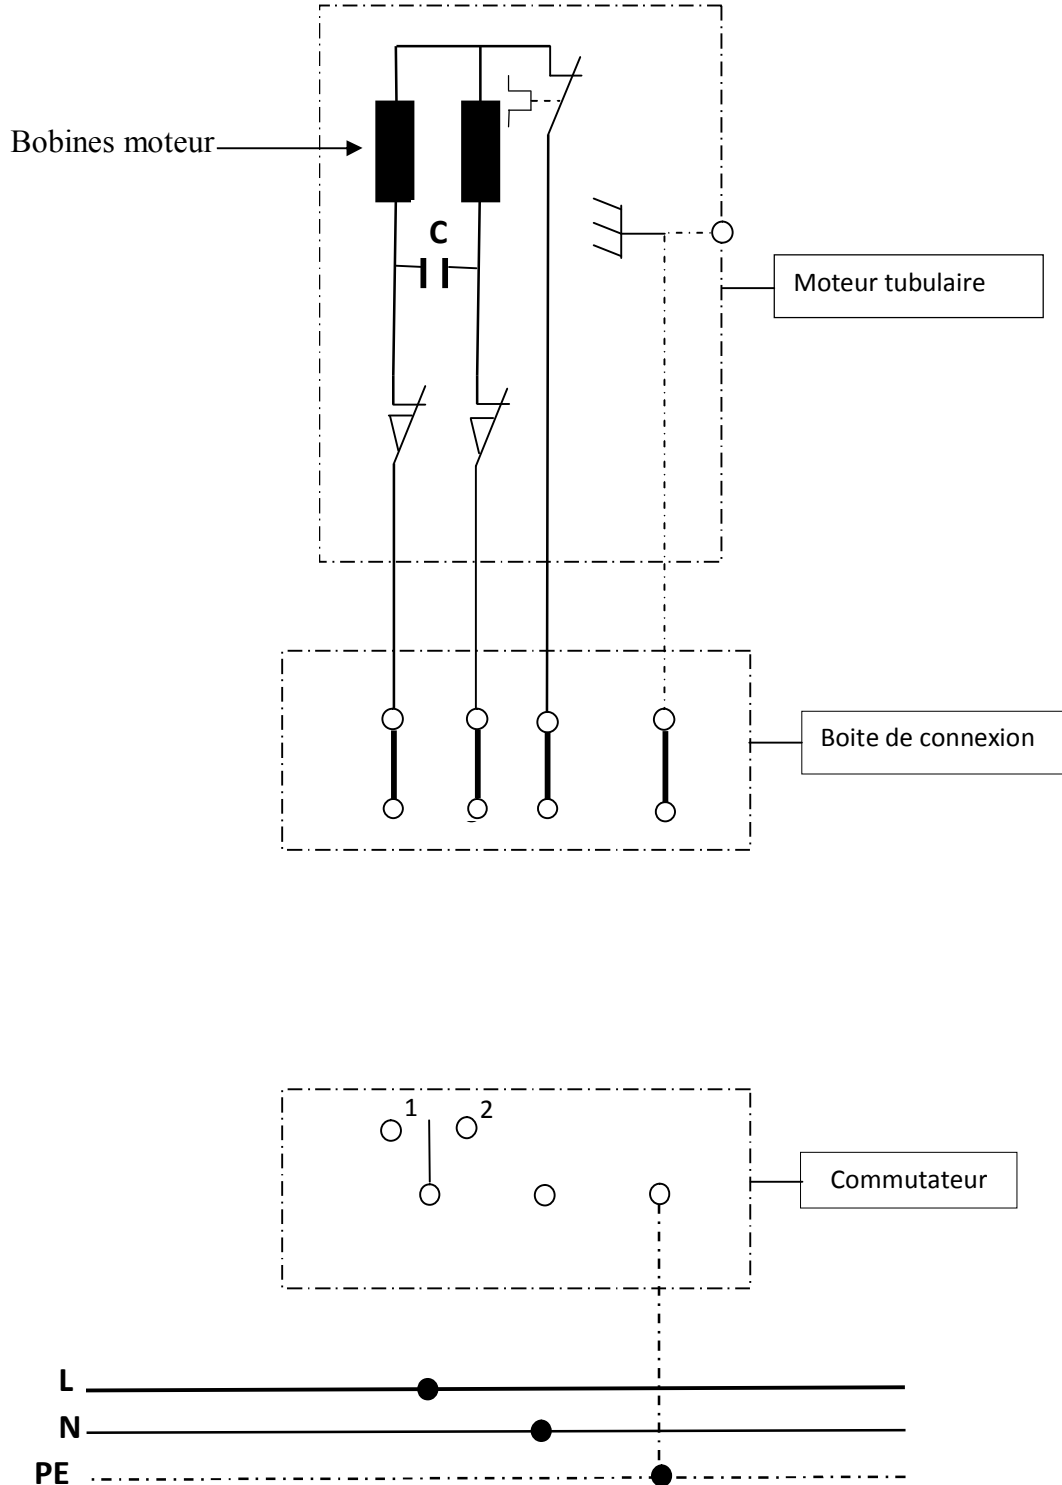 Bobines moteur
C
Moteur tubulaire
Boite de connexion
1 2
Commutateur
L
N
PE